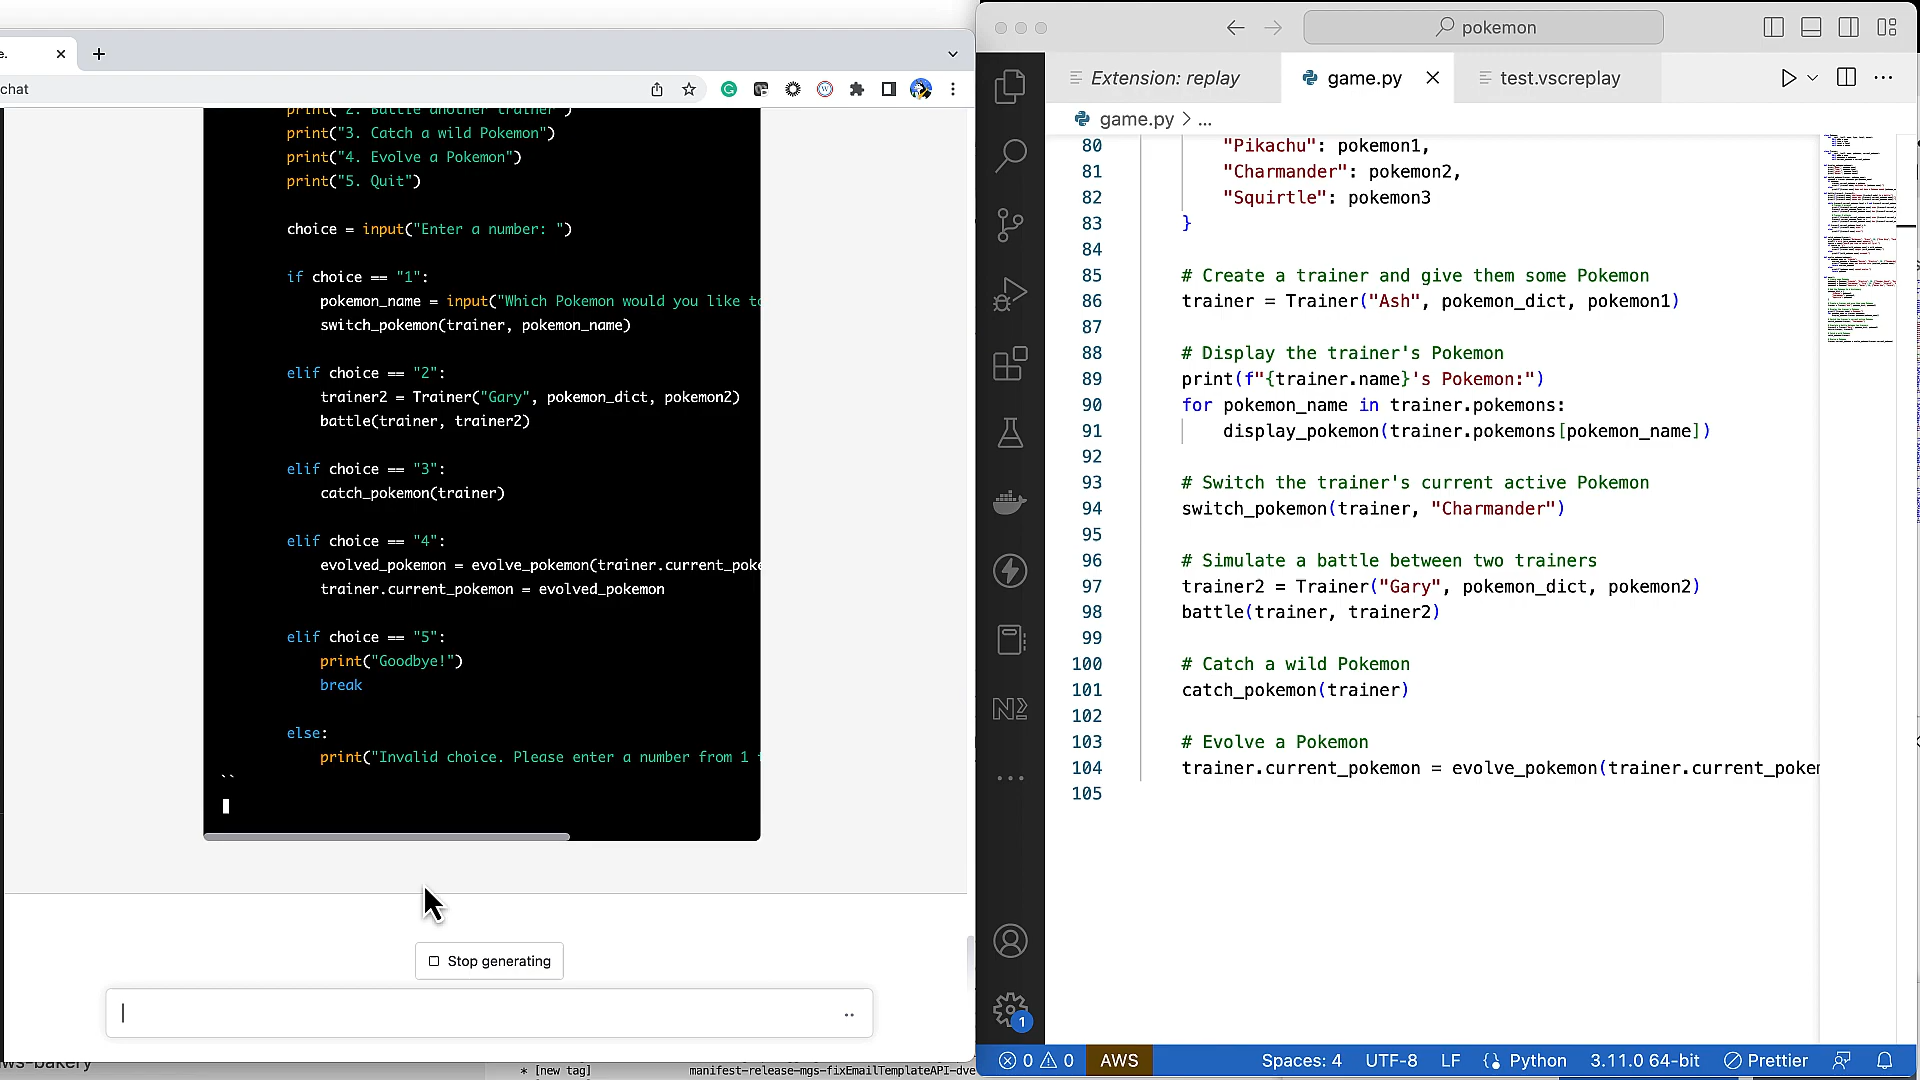 e.
chat
print("2. Battle another trainer")
print("3. Catch a wild Pokemon")
print("4. Evolve a Pokemon")
print("5. Quit")
choice = input("Enter a number: ")
if choice == "1":
pokemon_name = input("Which Pokemon would you like to
switch_pokemon(trainer, pokemon_name)
elif choice == "2":
trainer2 = Trainer("Gary", pokemon_dict, pokemon2)
battle(trainer, trainer2)
elif choice == "3":
catch_pokemon(trainer)
elif choice == "4":
evolved_pokemon = evolve_pokemon(trainer.current_poke
trainer.current_pokemon = evolved_pokemon
elif choice == "5":
print("Goodbye!")
break
else:
print("Invalid choice. Please enter a number from 1
``
Stop generating
* [new tag] manifest-release-mgs-fixEmailTemplateAPI-dve
pokemon
Extension: replay
game.py
test.vscreplay
game.py > ...
80 "Pikachu": pokemon1,
81 "Charmander": pokemon2,
82 "Squirtle": pokemon3
83 }
84
85 # Create a trainer and give them some Pokemon
86 trainer = Trainer("Ash", pokemon_dict, pokemon1)
87
88 # Display the trainer's Pokemon
89 print(f"{trainer.name}'s Pokemon:")
90 for pokemon_name in trainer.pokemons:
91 display_pokemon(trainer.pokemons[pokemon_name])
92
93 # Switch the trainer's current active Pokemon
94 switch_pokemon(trainer, "Charmander")
95
96 # Simulate a battle between two trainers
97 trainer2 = Trainer("Gary", pokemon_dict, pokemon2)
98 battle(trainer, trainer2)
99
100 # Catch a wild Pokemon
101 catch_pokemon(trainer)
102
103 # Evolve a Pokemon
104 trainer.current_pokemon = evolve_pokemon(trainer.current_poke
105
1
0 0 AWS Spaces: 4 UTF-8 LF Python 3.11.0 64-bit Prettier